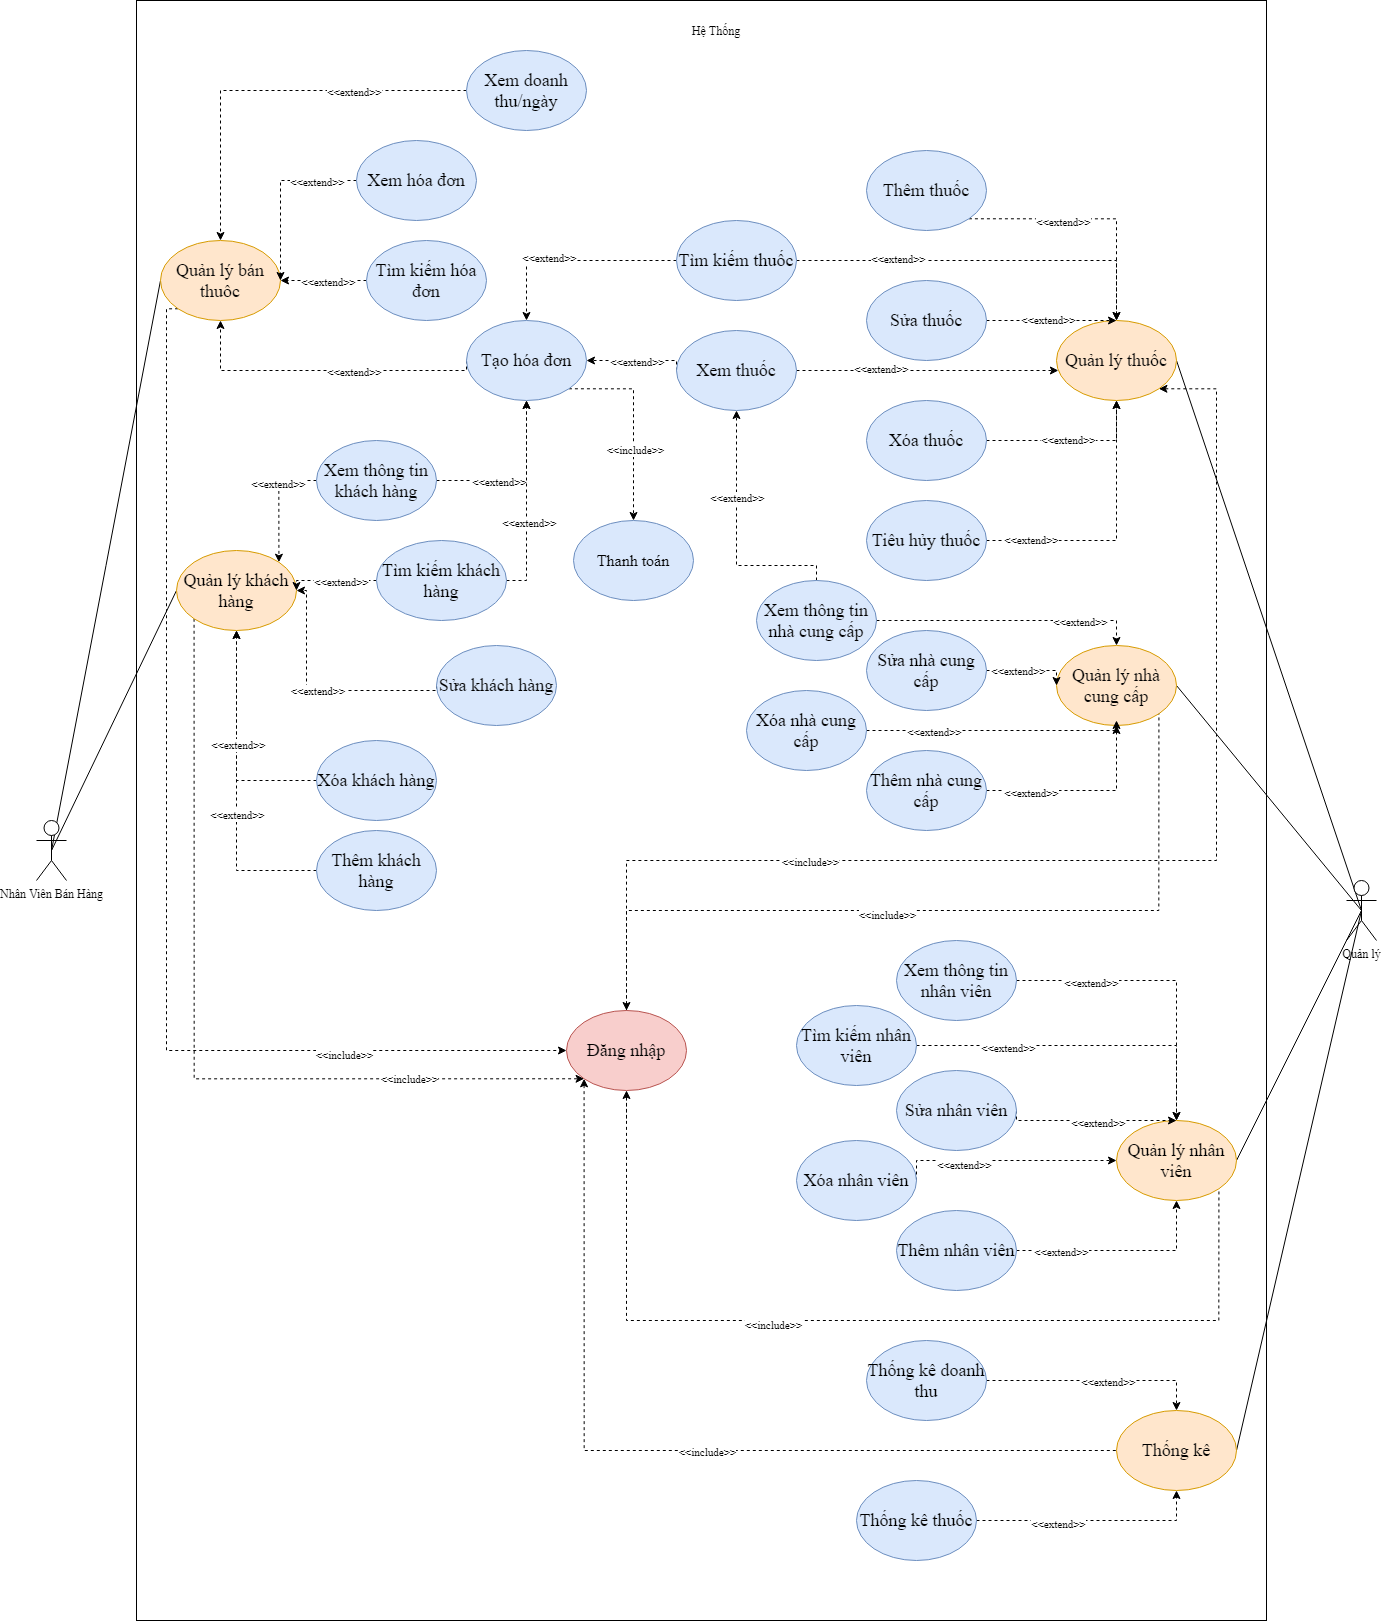 Hệ Thống
Xem doanh
thu/ngày
<<extend>>
Xem hóa đơn
<<extend>>
Thêm thuốc
<<extend>>
Quản lý bán
thuôc
Tìm kiếm hóa
đơn
<<extend>>
Tìm kiếm thuốc
<<extend>>
<<extend>>
Sửa thuốc
<<extend>>
Tạo hóa đơn
<<extend>>
<<extend>>
Xem thuốc
<<extend>>
Quản lý thuốc
Xóa thuốc
<<extend>>
<<include>>
Xem thông tin
khách hàng
<<extend>>
<<extend>>
<<extend>>
<<extend>>
Tiêu hủy thuốc
<<extend>>
Thanh toán
Quản lý khách
hàng
<<extend>>
Tìm kiếm khách
hàng
Xem thông tin
nhà cung cấp
<<extend>>
Sửa nhà cung
cấp
<<extend>>
Quản lý nhà
cung cấp
Sửa khách hàng
<<extend>>
Xóa nhà cung
cấp
<<extend>>
<<extend>>
Xóa khách hàng
Thêm nhà cung
cấp
<<extend>>
<<extend>>
Thêm khách
hàng
Nhân Viên Bán Hàng
<<include>>
<<include>>
Quản lý
Xem thông tin
nhân viên
<<extend>>
Tìm kiếm nhân
viên
<<extend>>
Đăng nhập
<<include>>
<<include>>
Sửa nhân viên
<<extend>>
Quản lý nhân
viên
Xóa nhân viên
<<extend>>
Thêm nhân viên
<<extend>>
<<include>>
Thống kê doanh
thu
<<extend>>
Thống kê
<<include>>
Thống kê thuốc
<<extend>>